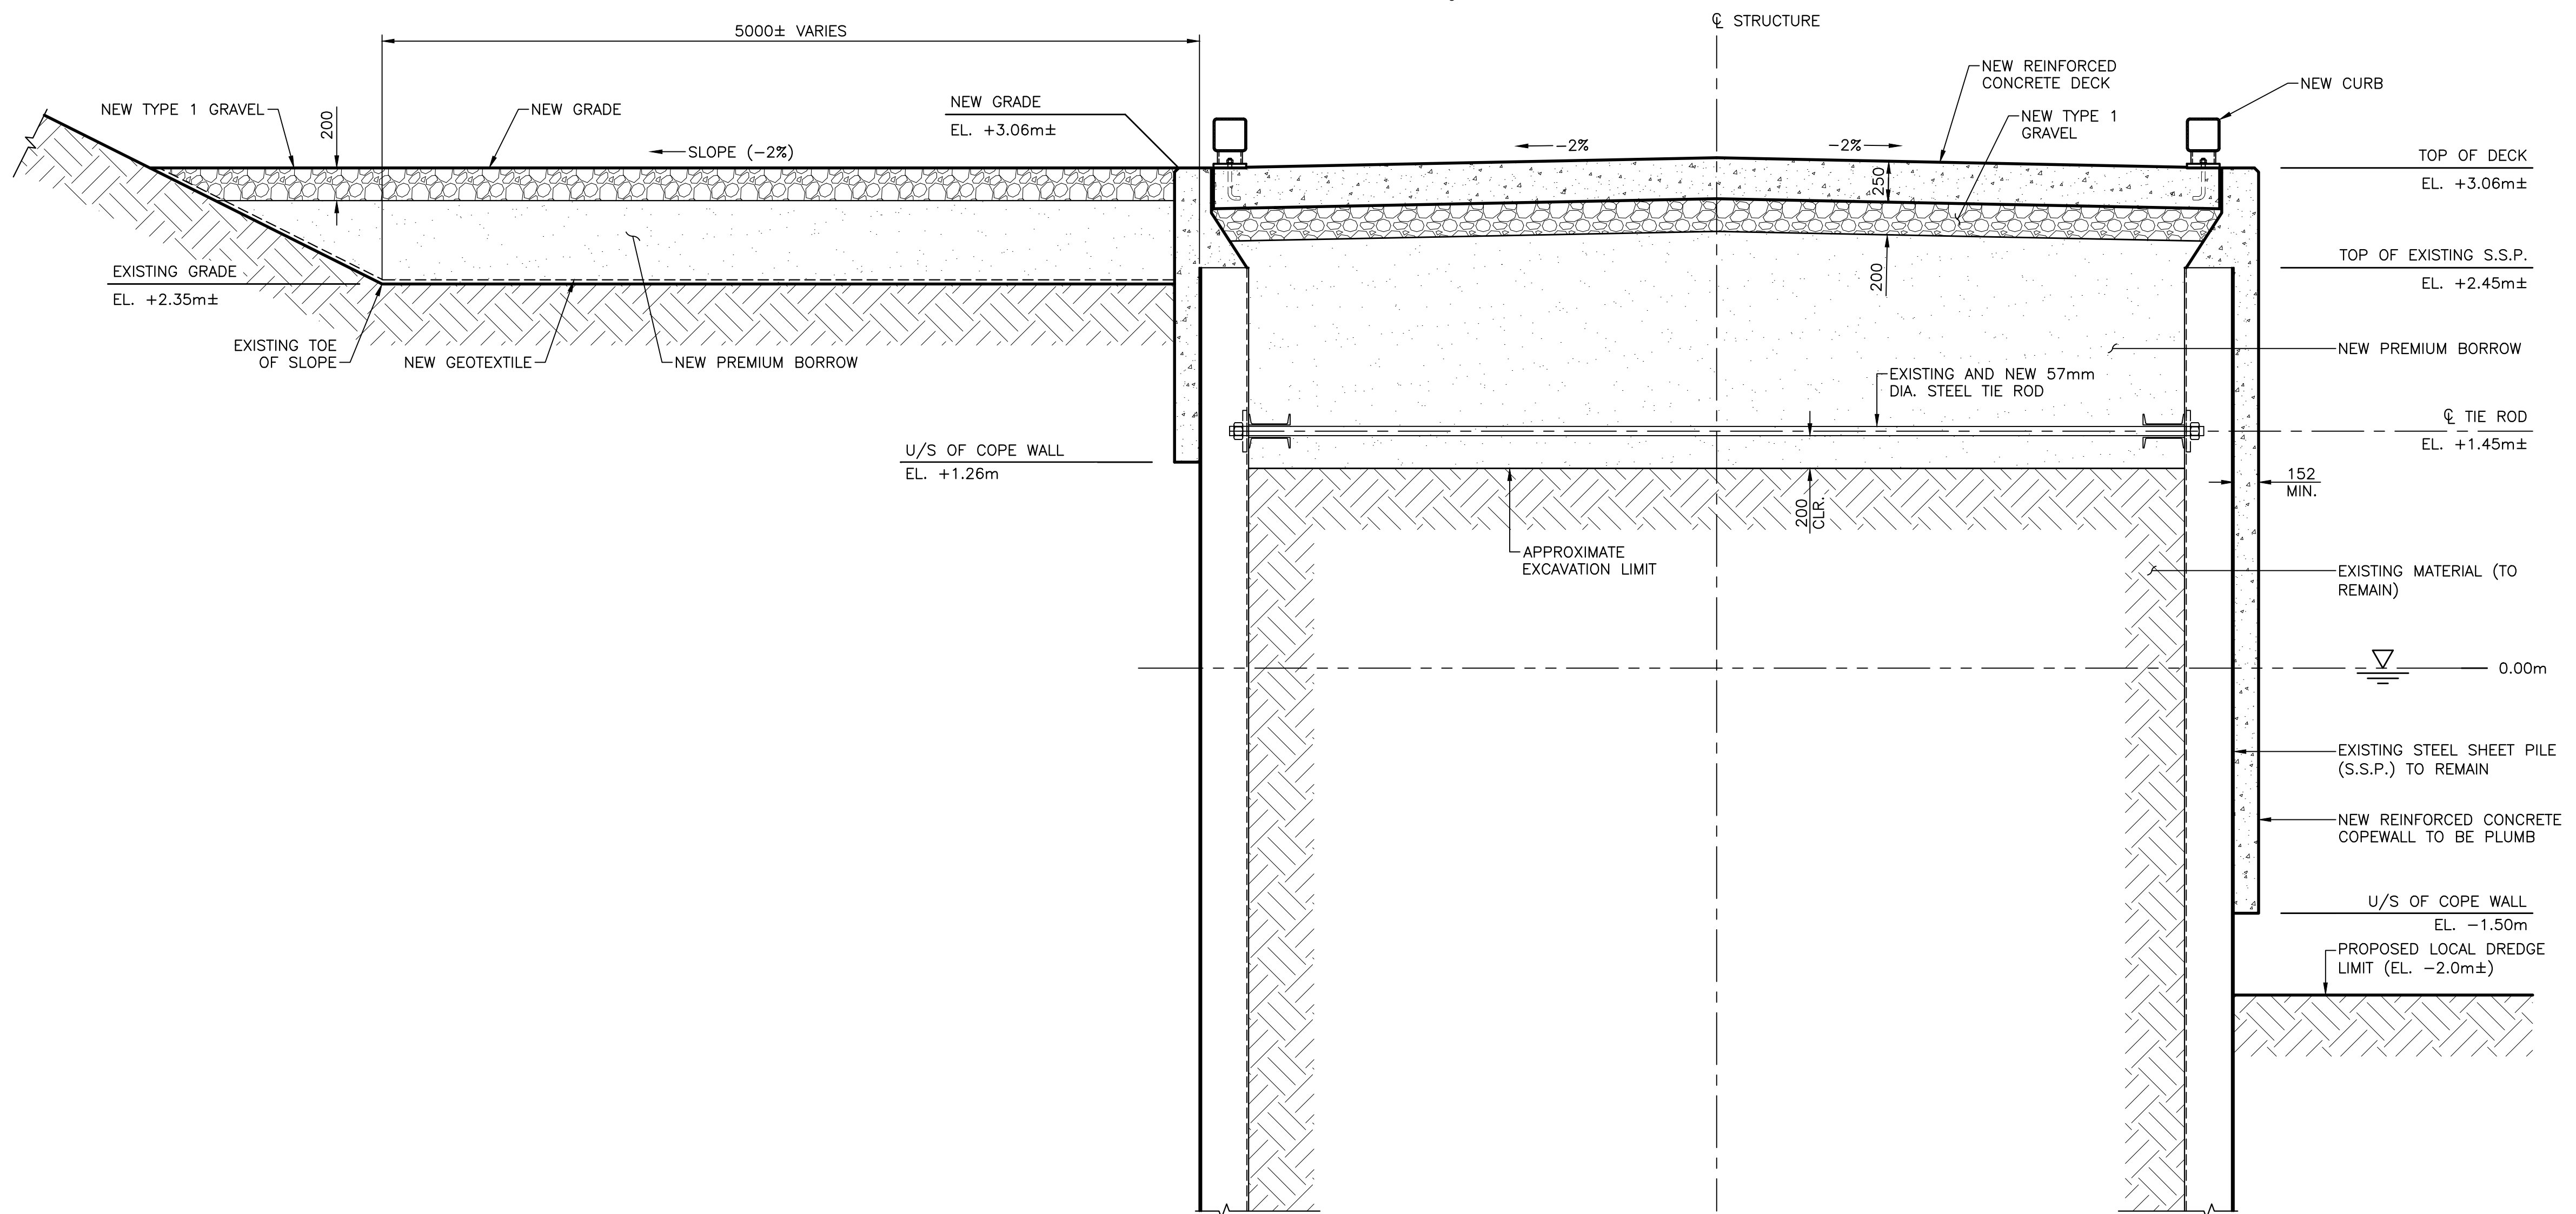 ℄ STRUCTURE
5000± VARIES
NEW REINFORCED
CONCRETE DECK
NEW CURB
NEW TYPE 1 GRAVEL
200
NEW GRADE
NEW GRADE
EL. +3.06m±
NEW TYPE 1
GRAVEL
SLOPE (-2%)
-2%
-2%
TOP OF DECK
EL. +3.06m±
250
TOP OF EXISTING S.S.P.
EL. +2.45m±
200
EXISTING GRADE
EL. +2.35m±
EXISTING TOE
OF SLOPE
NEW GEOTEXTILE
NEW PREMIUM BORROW
NEW PREMIUM BORROW
EXISTING AND NEW 57mm
DIA. STEEL TIE ROD
℄ TIE ROD
EL. +1.45m±
U/S OF COPE WALL
EL. +1.26m
152
MIN.
200
CLR.
APPROXIMATE
EXCAVATION LIMIT
EXISTING MATERIAL (TO
REMAIN)
0.00m
EXISTING STEEL SHEET PILE
(S.S.P.) TO REMAIN
NEW REINFORCED CONCRETE
COPEWALL TO BE PLUMB
U/S OF COPE WALL
EL. -1.50m
PROPOSED LOCAL DREDGE
LIMIT (EL. -2.0m±)